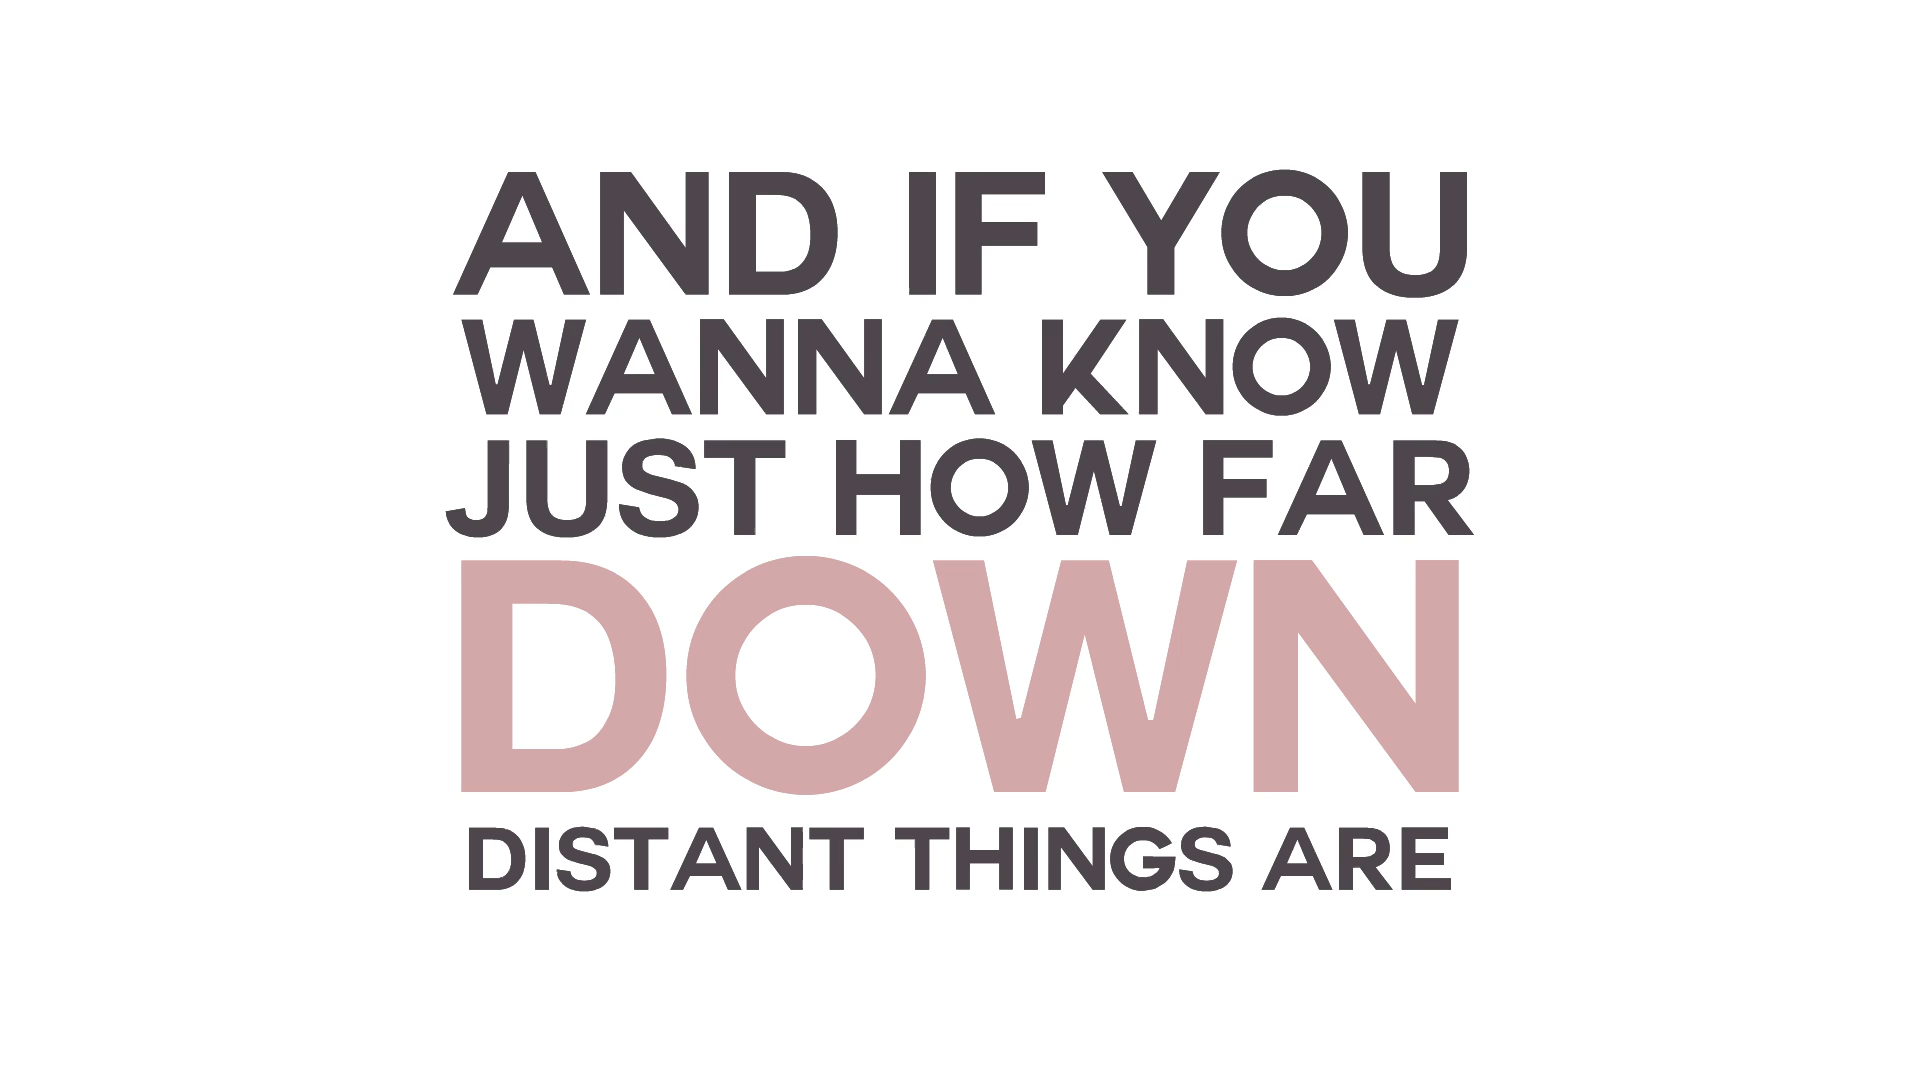 AND IF YOU
WANNA KNOW
JUST HOW FAR
DOWN
DISTANT THINGS ARE